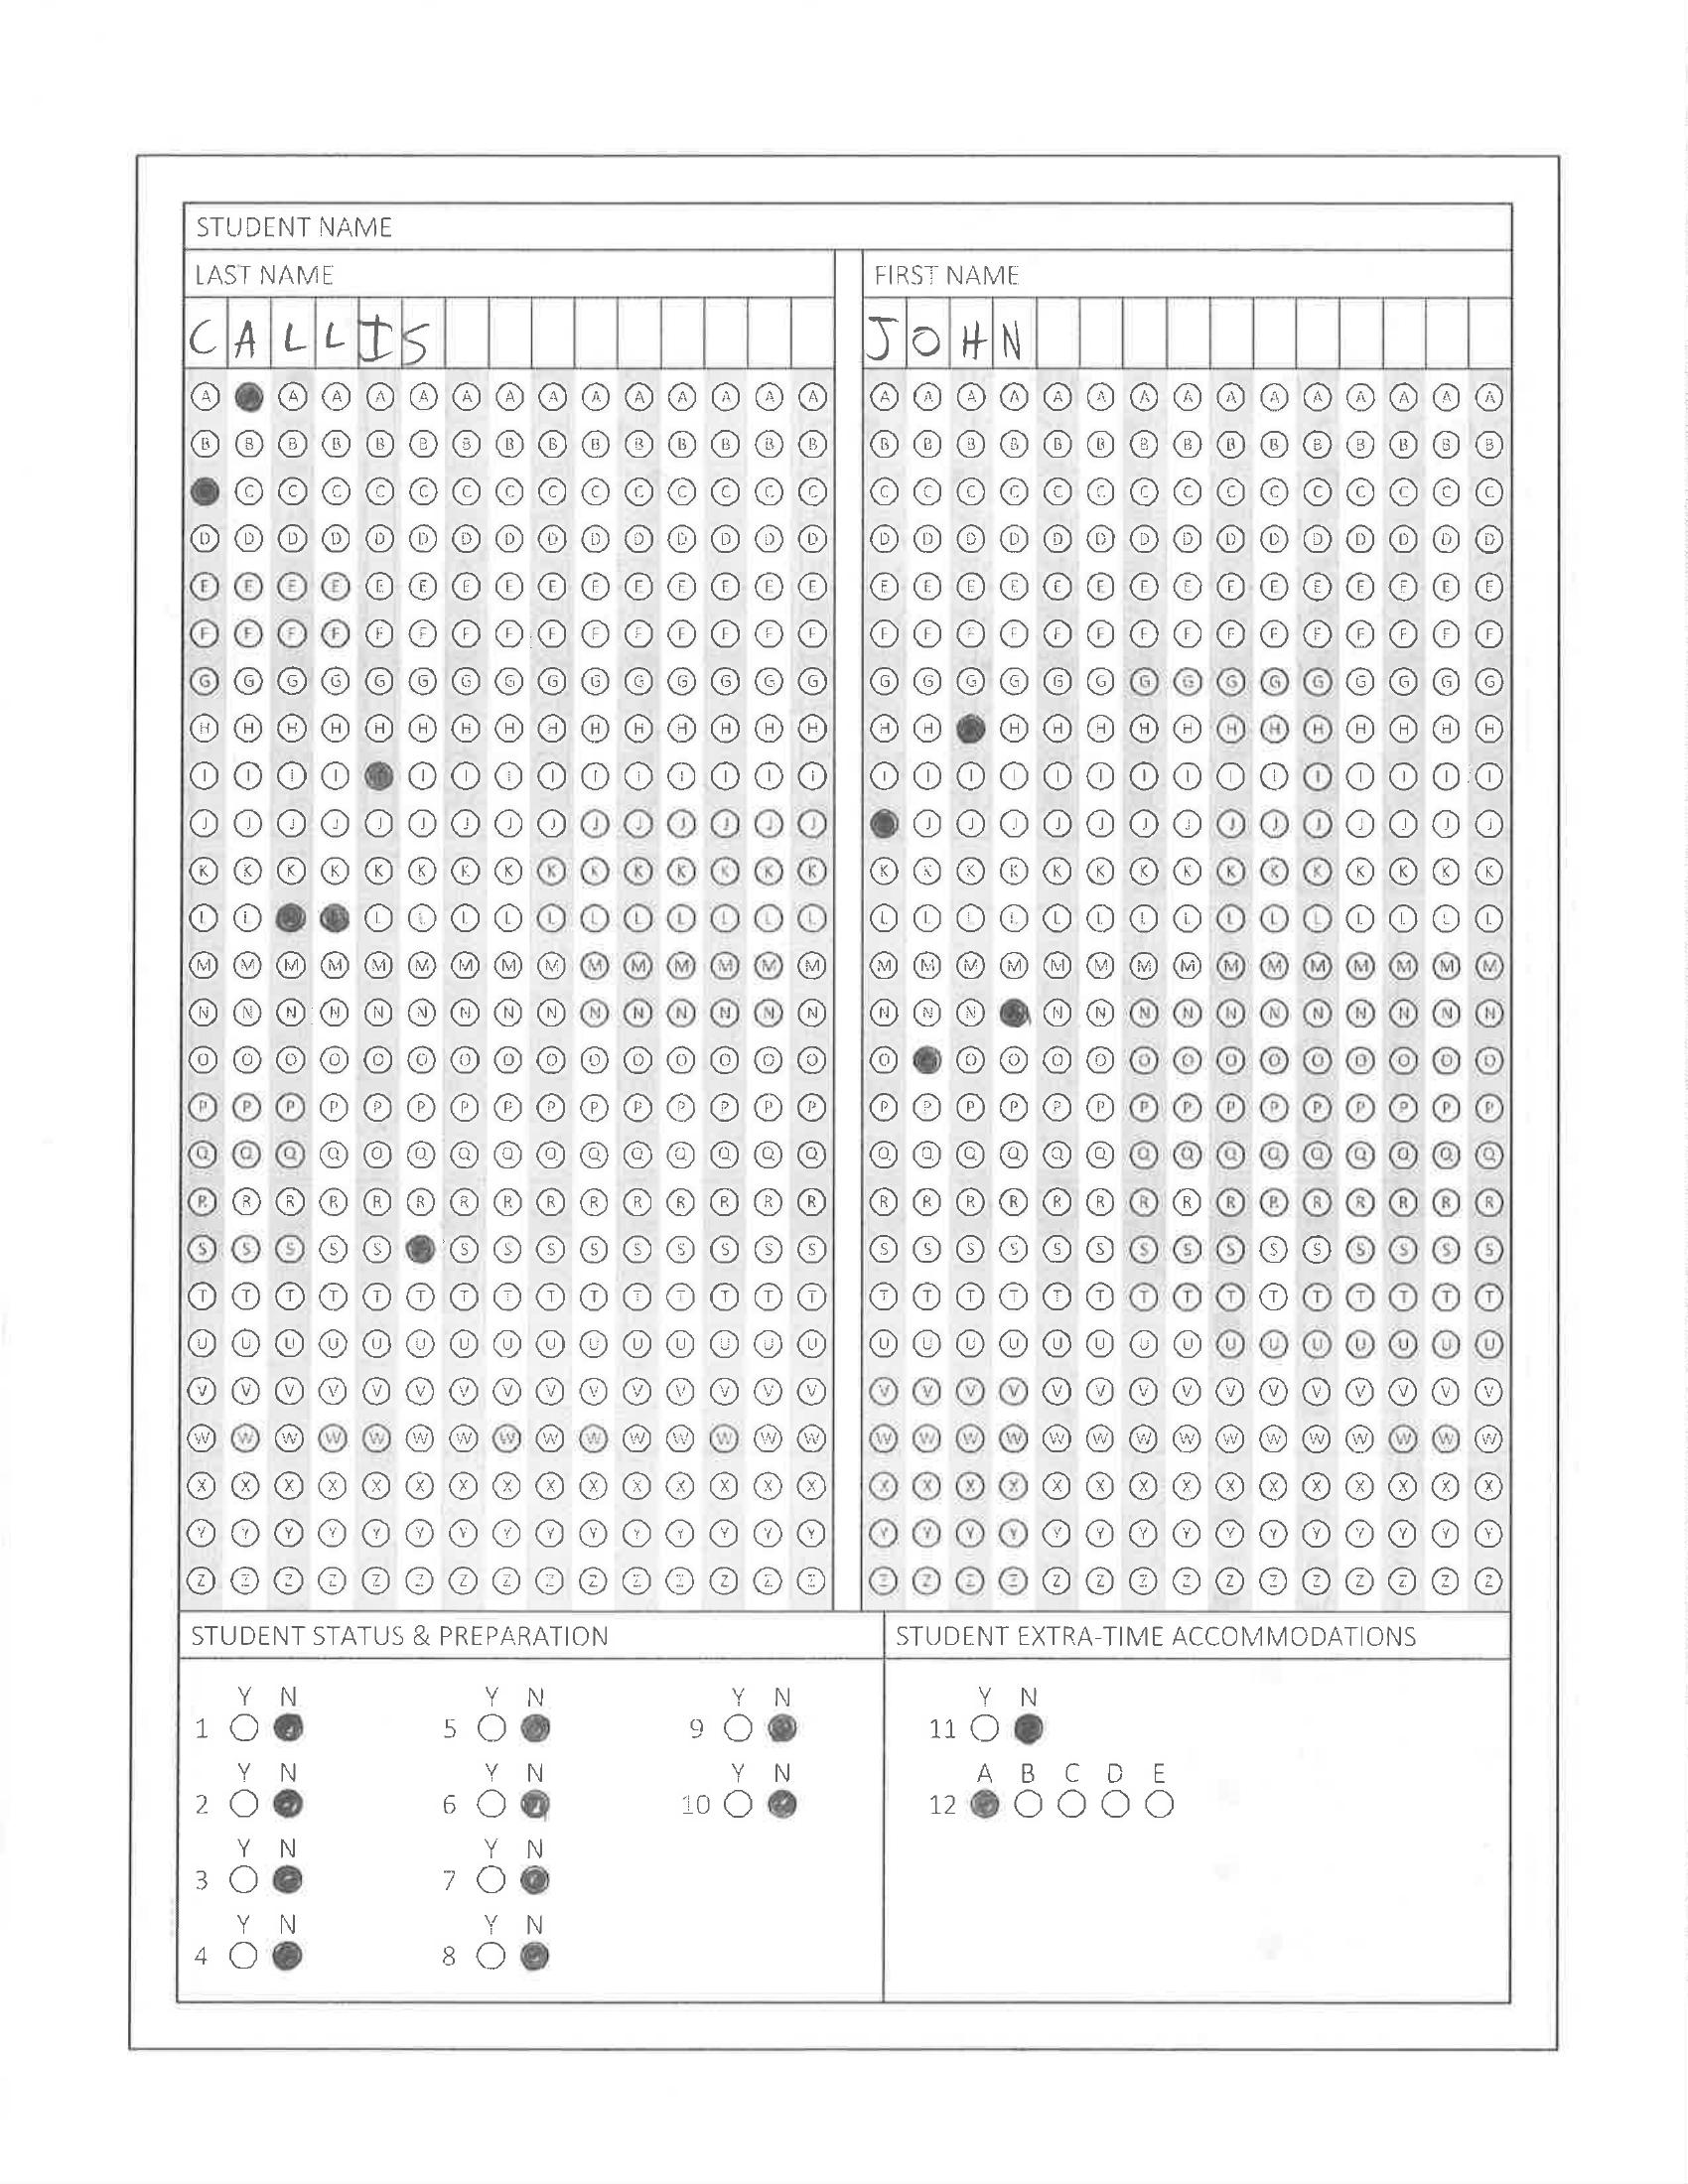 STUDENT NAME
LAST NAME FIRST NAME
CALLIS JOHN
A A A A A A A A A A A A A A A A A A A A A A A A A A A A
B B B B B B B B B B B B B B B B B B B B B B B B B B B B B B
C C C C C C C C C C C C C C C C C C C C C C C C C C C C C
D D D D D D D D D D D D D D D D D D D D D D D D D D D D D D
E E E E E E E E E E E E E E E E E E E E E E E E E E E E E E
F F F F F F F F F F F F F F F F F F F F F F F F F F F F F F
G G G G G G G G G G G G G G G G G G G G G G G G G G G G G G
H H H H H H H H H H H H H H H H H H H H H H H H H H H H H
I I I I I I I I I I I I I I I I I I I I I I I I I I I I I
J J J J J J J J J J J J J J J J J J J J J J J J J J J J J
K K K K K K K K K K K K K K K K K K K K K K K K K K K K K K
L L L L L L L L L L L L L L L L L L L L L L L L L L L L
M M M M M M M M M M M M M M M M M M M M M M M M M M M M M M
N N N N N N N N N N N N N N N N N N N N N N N N N N N N N
O O O O O O O O O O O O O O O O O O O O O O O O O O O O O
P P P P P P P P P P P P P P P P P P P P P P P P P P P P P P
Q Q Q Q Q Q Q Q Q Q Q Q Q Q Q Q Q Q Q Q Q Q Q Q Q Q Q Q Q Q
R R R R R R R R R R R R R R R R R R R R R R R R R R R R R R
S S S S S S S S S S S S S S S S S S S S S S S S S S S S S
T T T T T T T T T T T T T T T T T T T T T T T T T T T T T T
U U U U U U U U U U U U U U U U U U U U U U U U U U U U U U
V V V V V V V V V V V V V V V V V V V V V V V V V V V V V V
W W W W W W W W W W W W W W W W W W W W W W W W W W W W W W
X X X X X X X X X X X X X X X X X X X X X X X X X X X X X X
Y Y Y Y Y Y Y Y Y Y Y Y Y Y Y Y Y Y Y Y Y Y Y Y Y Y Y Y Y Y
Z Z Z Z Z Z Z Z Z Z Z Z Z Z Z Z Z Z Z Z Z Z Z Z Z Z Z Z Z Z
STUDENT STATUS & PREPARATION STUDENT EXTRA-TIME ACCOMMODATIONS
Y N Y N Y N Y N
1 5 9 11
Y N Y N Y N A B C D E
2 6 10 12
Y N Y N
3 7
Y N Y N
4 8